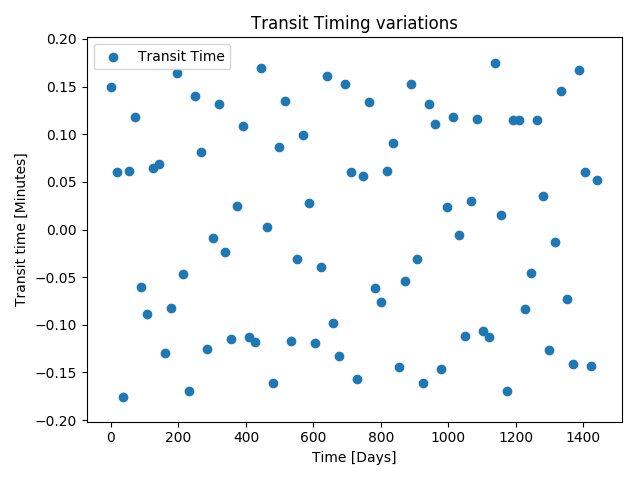 Transit Timing variations
Transit Time
0.20
0.15
0.10
0.05
0.00
−0.05
−0.10
−0.15
−0.20
Transit time [Minutes]
0 200 400 600 800 1000 1200 1400
Time [Days]